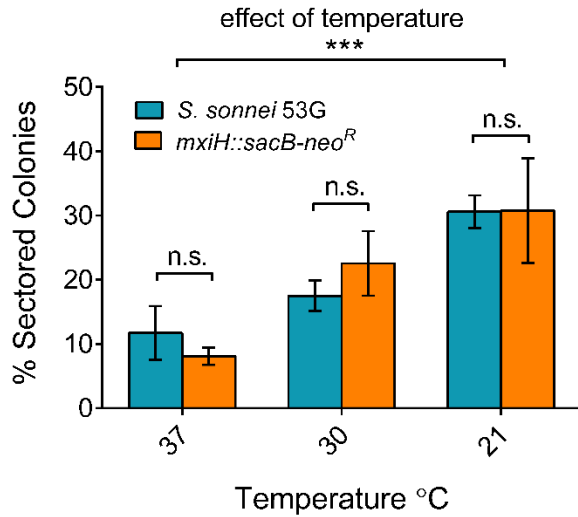 effect of temperature
***
50
40
30
20
10
0
% Sectored Colonies
S. sonnei 53G
mxiH::sacB-neoᴿ
n.s.
n.s.
n.s.
37
30
21
Temperature °C